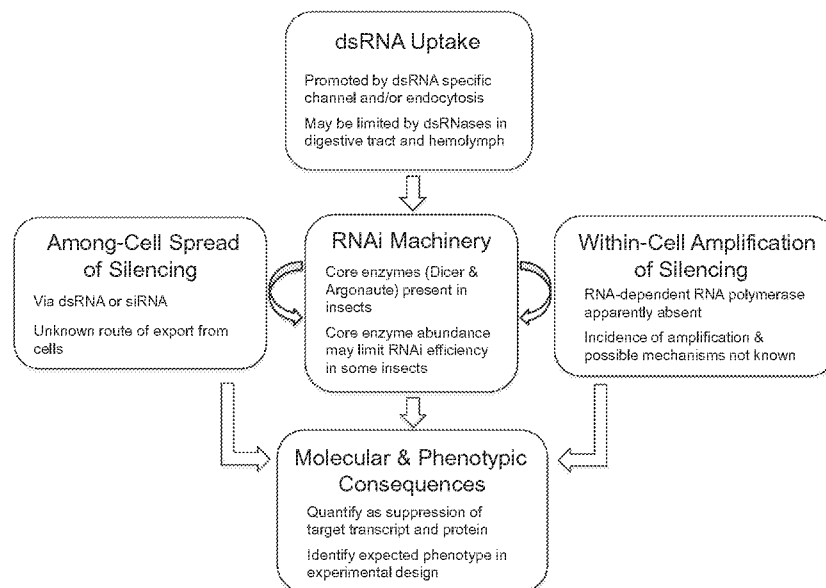 dsRNA Uptake
Promoted by dsRNA specific
channel and/or endocytosis
May be limited by dsRNases in
digestive tract and hemolymph
Among-Cell Spread
of Silencing
Via dsRNA or siRNA
Unknown route of export from
cells
RNAi Machinery
Core enzymes (Dicer &
Argonaute) present in
insects
Core enzyme abundance
may limit RNAi efficiency
in some insects
Within-Cell Amplification
of Silencing
RNA-dependent RNA polymerase
apparently absent
Incidence of amplification &
possible mechanisms not known
Molecular & Phenotypic
Consequences
Quantify as suppression of
target transcript and protein
Identify expected phenotype in
experimental design